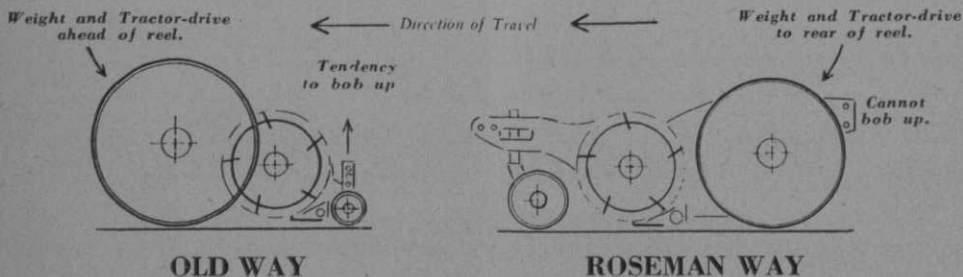 Weight and Tractor-drive
ahead of reel.
Direction of Travel
Weight and Tractor-drive
to rear of reel.
Tendency
to bob up
Cannot
bob up.
OLD WAY
ROSEMAN WAY